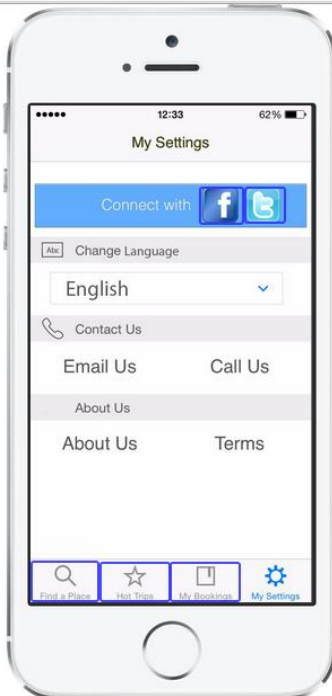 12:33 62%
My Settings
Connect with f
Abc Change Language
English
Contact Us
Email Us Call Us
About Us
About Us Terms
Find a Place Hot Trips My Bookings My Settings